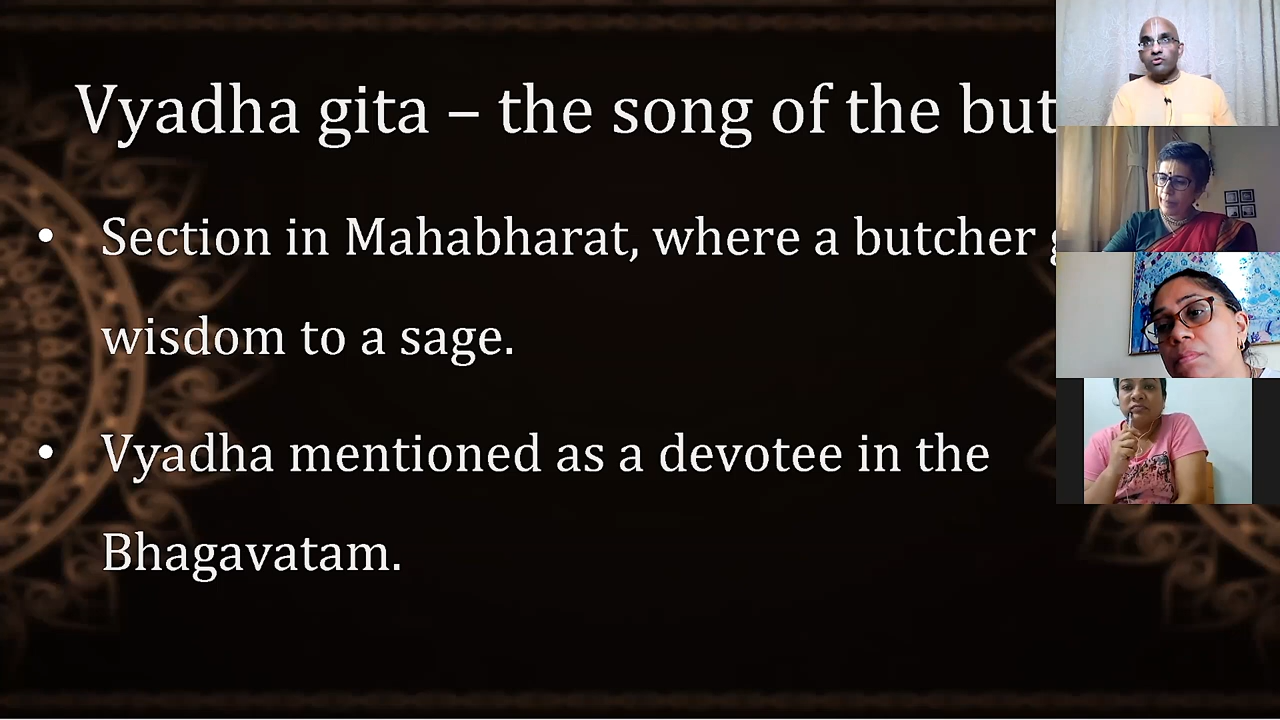 Vyadha gita – the song of the but
• Section in Mahabharat, where a butcher
wisdom to a sage.
• Vyadha mentioned as a devotee in the
Bhagavatam.